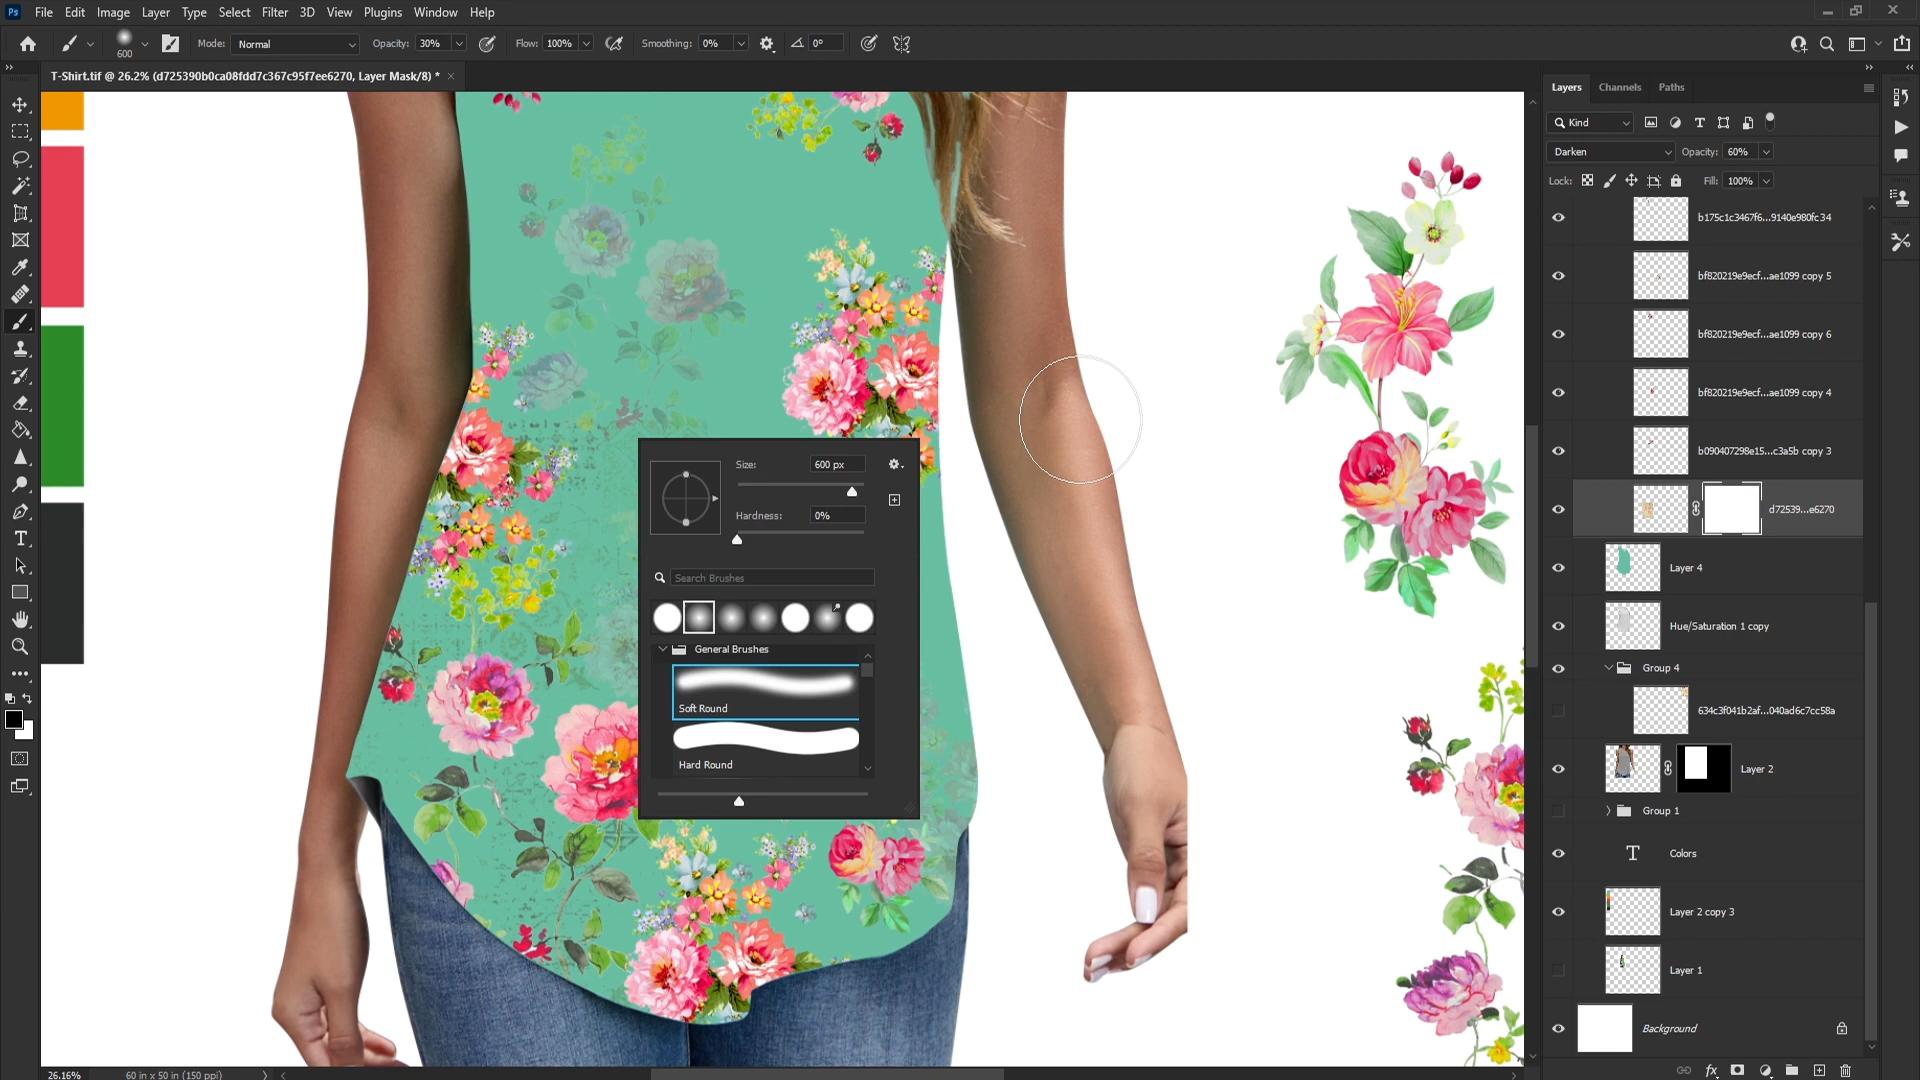 Ps File Edit Image Layer Type Select Filter 3D View Plugins Window Help
600 Mode: Normal Opacity: 30% Flow: 100% Smoothing: 0% 0°
T-Shirt.tif @ 26.2% (d725390b0ca08fdd7c367c95f7ee6270, Layer Mask/8) *
Layers Channels Paths
Kind
Darken Opacity: 60%
Lock: Fill: 100%
b175c1c3467f6...9140e980fc34
bf820219e9ecf...ae1099 copy 5
bf820219e9ecf...ae1099 copy 6
bf820219e9ecf...ae1099 copy 4
b090407298e15...c3a5b copy 3
d72539...e6270
Layer 4
Hue/Saturation 1 copy
Group 4
634c3f041b2af...040ad6c7cc58a
Layer 2
Group 1
Colors
Layer 2 copy 3
Layer 1
Background
Size: 600 px
Hardness: 0%
Search Brushes
General Brushes
Soft Round
Hard Round
26.16% 60 in x 50 in (150 ppi)